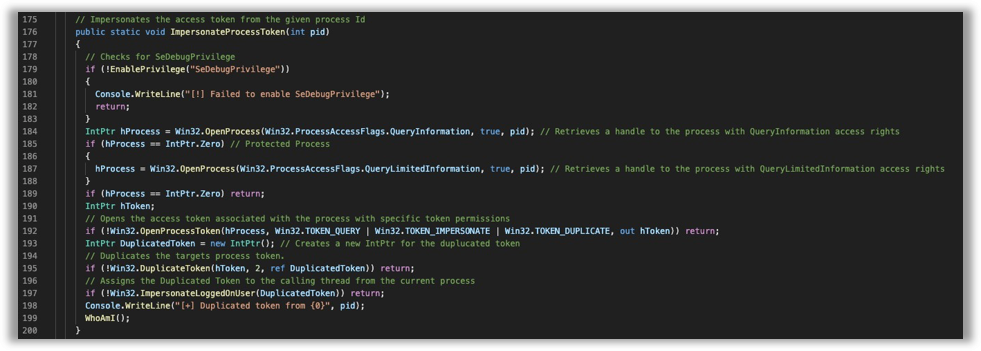 175 // Impersonates the access token from the given process Id
176 public static void ImpersonateProcessToken(int pid)
177 {
178 // Checks for SeDebugPrivilege
179 if (!EnablePrivilege("SeDebugPrivilege"))
180 {
181 Console.WriteLine("[!] Failed to enable SeDebugPrivilege");
182 return;
183 }
184 IntPtr hProcess = Win32.OpenProcess(Win32.ProcessAccessFlags.QueryInformation, true, pid); // Retrieves a handle to the process with QueryInformation access rights
185 if (hProcess == IntPtr.Zero) // Protected Process
186 {
187 hProcess = Win32.OpenProcess(Win32.ProcessAccessFlags.QueryLimitedInformation, true, pid); // Retrieves a handle to the process with QueryLimitedInformation access rights
188 }
189 if (hProcess == IntPtr.Zero) return;
190 IntPtr hToken;
191 // Opens the access token associated with the process with specific token permissions
192 if (!Win32.OpenProcessToken(hProcess, Win32.TOKEN_QUERY | Win32.TOKEN_IMPERSONATE | Win32.TOKEN_DUPLICATE, out hToken)) return;
193 IntPtr DuplicatedToken = new IntPtr(); // Creates a new IntPtr for the duplucated token
194 // Duplicates the targets process token.
195 if (!Win32.DuplicateToken(hToken, 2, ref DuplicatedToken)) return;
196 // Assigns the Duplicated Token to the calling thread from the current process
197 if (!Win32.ImpersonateLoggedOnUser(DuplicatedToken)) return;
198 Console.WriteLine("[+] Duplicated token from {0}", pid);
199 WhoAmI();
200 }